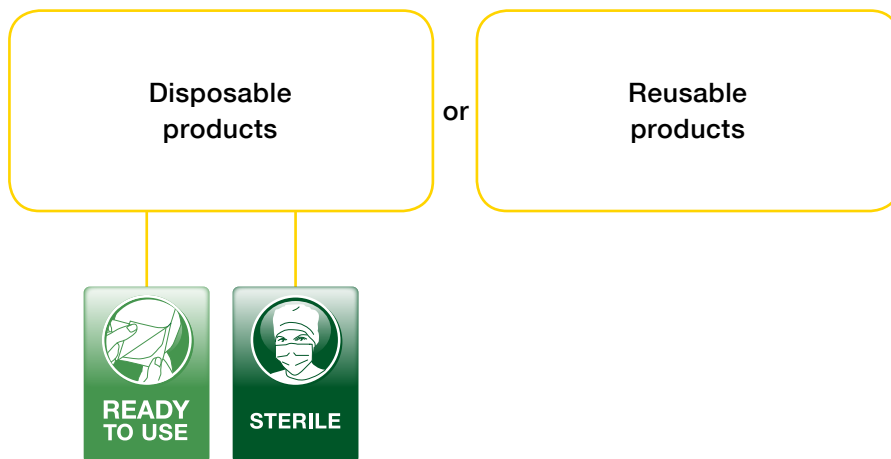 Disposable
products
or
Reusable
products
READY
TO USE
STERILE